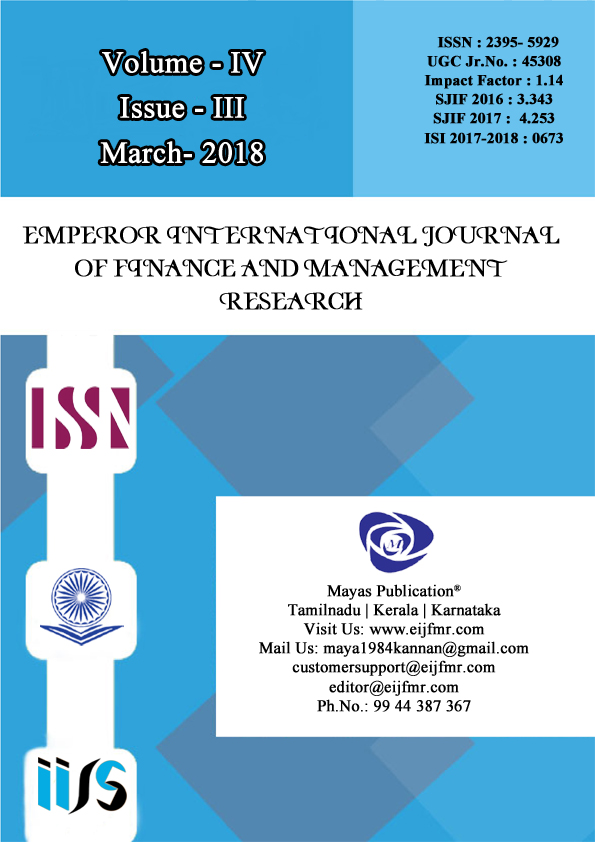 Volume - IV
Issue - III
March- 2018
ISSN : 2395- 5929
UGC Jr.No. : 45308
Impact Factor : 1.14
SJIF 2016 : 3.343
SJIF 2017 :  4.253
ISI 2017-2018 : 0673
EMPEROR INTERNATIONAL JOURNAL
OF FINANCE AND MANAGEMENT
RESEARCH
ISSN
M
Mayas Publication®
Tamilnadu | Kerala | Karnataka
Visit Us: www.eijfmr.com
Mail Us: maya1984kannan@gmail.com
customersupport@eijfmr.com
editor@eijfmr.com
Ph.No.: 99 44 387 367
iiJS